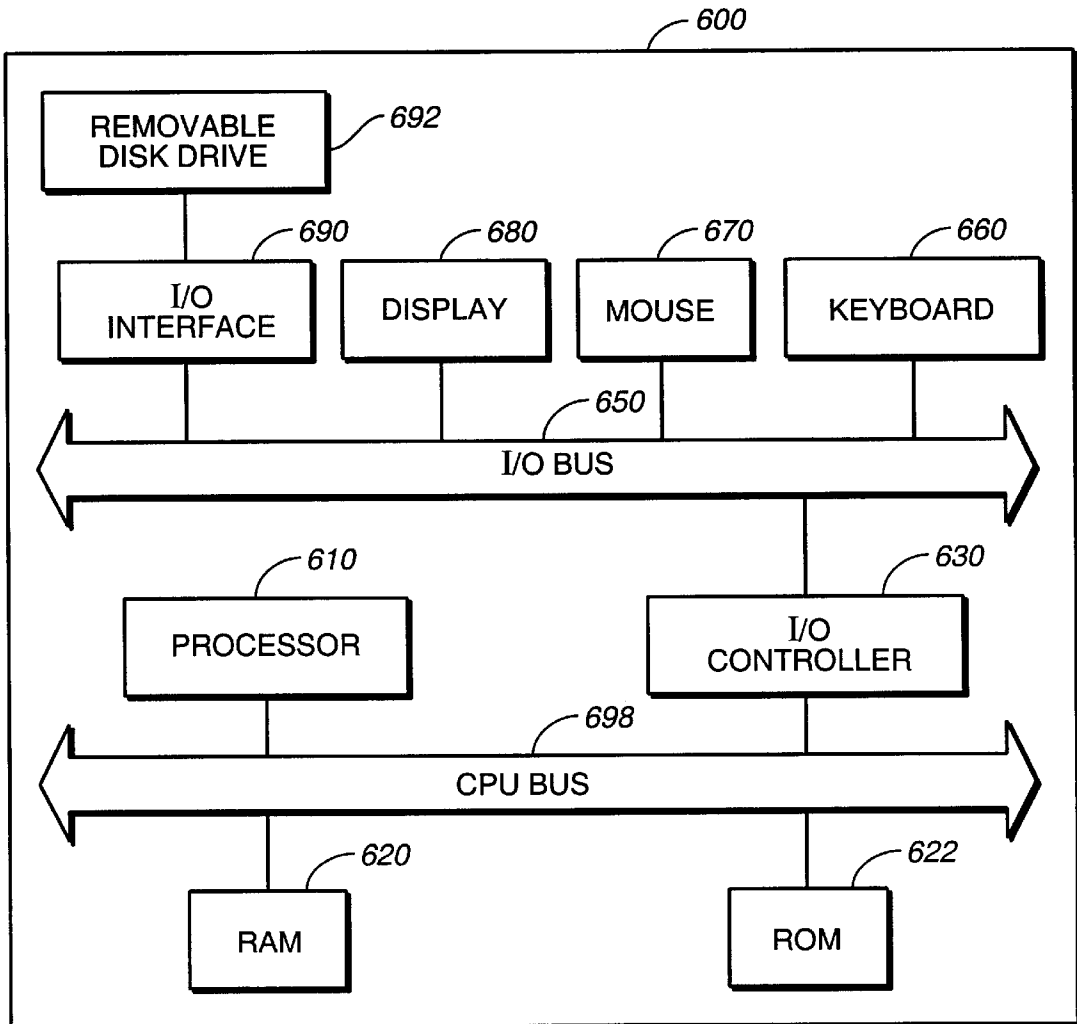 600
REMOVABLE
DISK DRIVE
692
690
680
670
660
I/O
INTERFACE
DISPLAY
MOUSE
KEYBOARD
650
I/O BUS
610
630
PROCESSOR
I/O
CONTROLLER
698
CPU BUS
620
622
RAM
ROM